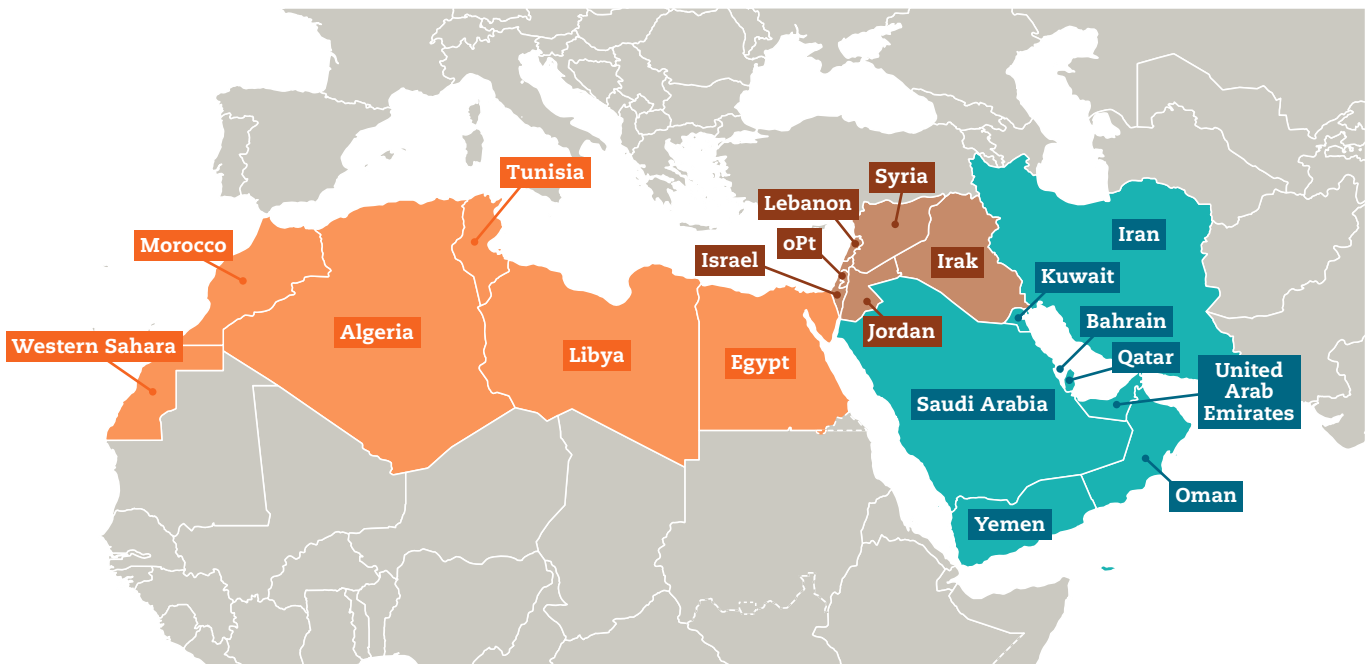 Tunisia
Syria
Lebanon
Morocco
oPt
Iran
Israel
Irak
Kuwait
Algeria
Jordan
Bahrain
Western Sahara
Libya
Egypt
Qatar
United
Arab
Emirates
Saudi Arabia
Oman
Yemen